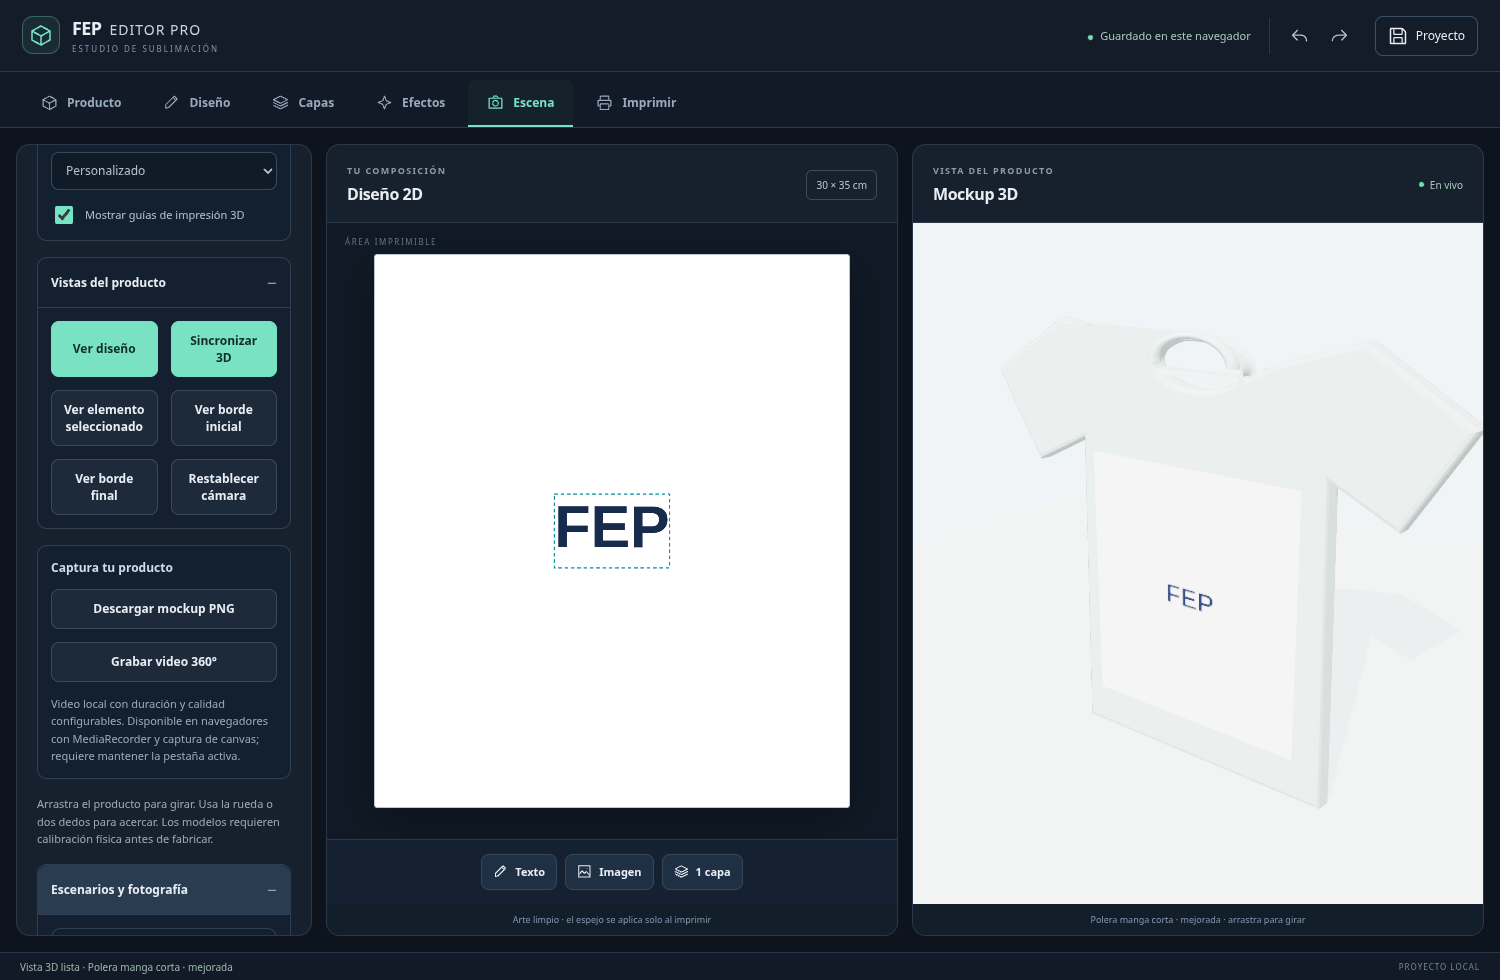 FEP EDITOR PRO
ESTUDIO DE SUBLIMACIÓN
Guardado en este navegador
Proyecto
Producto
Diseño
Capas
Efectos
Escena
Imprimir
Personalizado
Mostrar guías de impresión 3D
Vistas del producto
Ver diseño
Sincronizar
3D
Ver elemento
seleccionado
Ver borde
inicial
Ver borde
final
Restablecer
cámara
Captura tu producto
Descargar mockup PNG
Grabar video 360°
Video local con duración y calidad
configurables. Disponible en navegadores
con MediaRecorder y captura de canvas;
requiere mantener la pestaña activa.
Arrastra el producto para girar. Usa la rueda o
dos dedos para acercar. Los modelos requieren
calibración física antes de fabricar.
Escenarios y fotografía
TU COMPOSICIÓN
Diseño 2D
30 × 35 cm
ÁREA IMPRIMIBLE
FEP
Texto
Imagen
1 capa
Arte limpio · el espejo se aplica solo al imprimir
VISTA DEL PRODUCTO
Mockup 3D
En vivo
FEP
Polera manga corta · mejorada · arrastra para girar
Vista 3D lista · Polera manga corta · mejorada
PROYECTO LOCAL